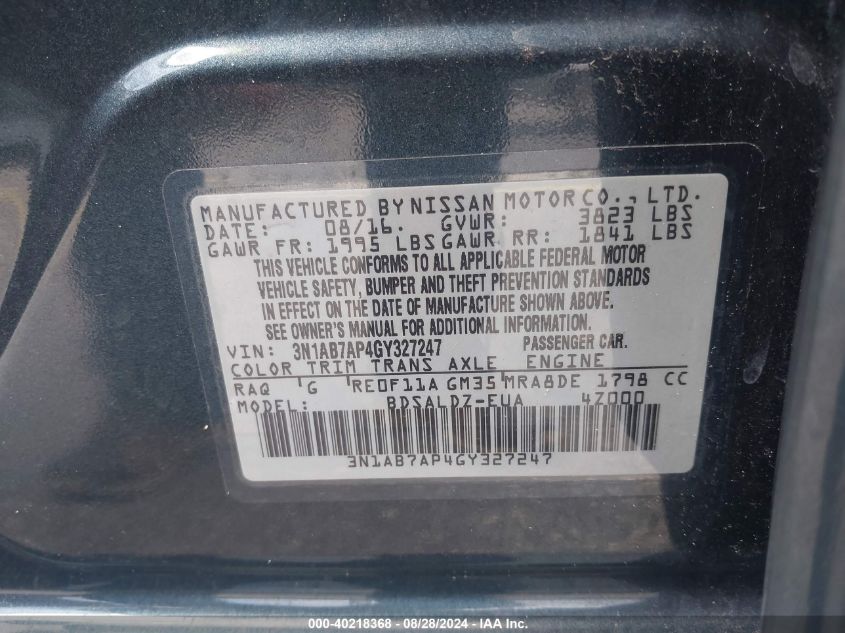 MANUFACTURED BY NISSAN MOTOR CO., LTD.
DATE: 08/16. GVWR: 3823 LBS
GAWR FR: 1995 LBS GAWR RR: 1841 LBS
THIS VEHICLE CONFORMS TO ALL APPLICABLE FEDERAL MOTOR
VEHICLE SAFETY, BUMPER AND THEFT PREVENTION STANDARDS
IN EFFECT ON THE DATE OF MANUFACTURE SHOWN ABOVE.
SEE OWNER'S MANUAL FOR ADDITIONAL INFORMATION.
VIN: 3N1AB7AP4GY327247 PASSENGER CAR.
COLOR TRIM TRANS AXLE ENGINE
RAQ G RE0F11A GM35 MRA8DE 1798 CC
MODEL: BDSALDZ-EUA 4Z000
3N1AB7AP4GY327247
000-40218368 - 08/28/2024 - IAA Inc.